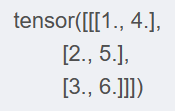 tensor([[[1., 4.],
[2., 5.],
[3., 6.]]])